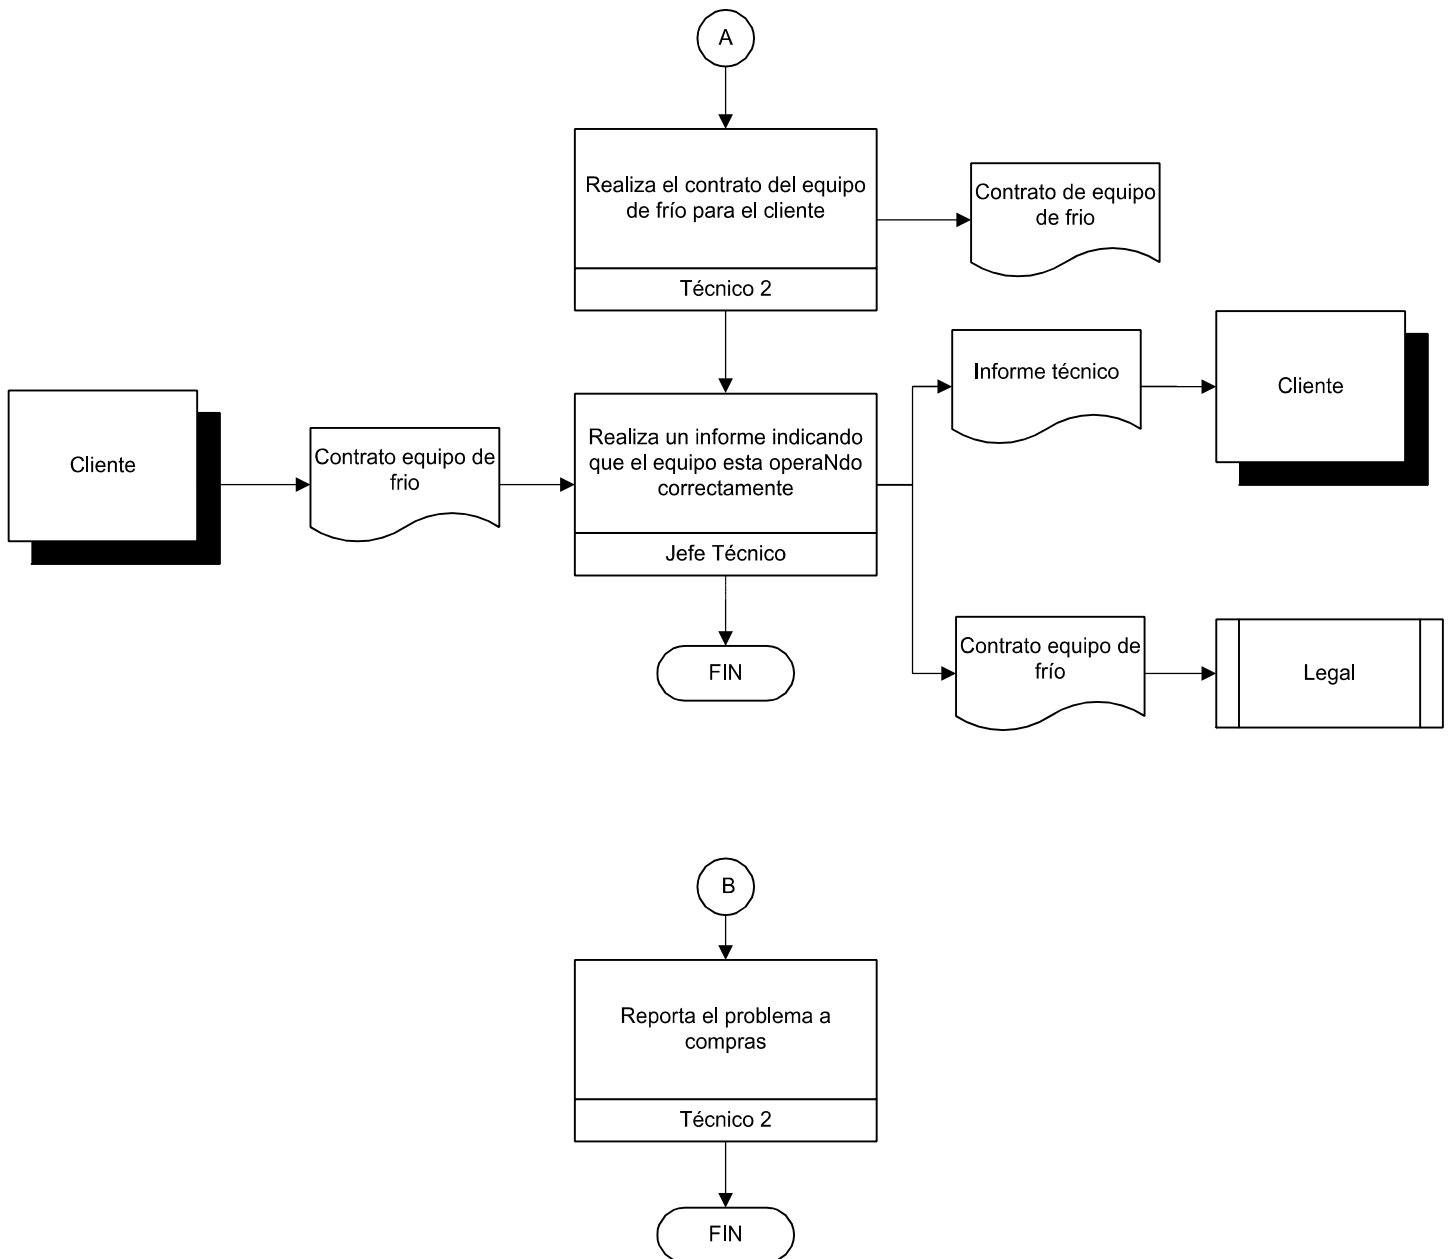 A
Realiza el contrato del equipo
de frío para el cliente
Técnico 2
Contrato de equipo
de frio
Cliente
Contrato equipo de
frio
Realiza un informe indicando
que el equipo esta operaNdo
correctamente
Jefe Técnico
Informe técnico
Cliente
Contrato equipo de
frío
Legal
FIN
B
Reporta el problema a
compras
Técnico 2
FIN